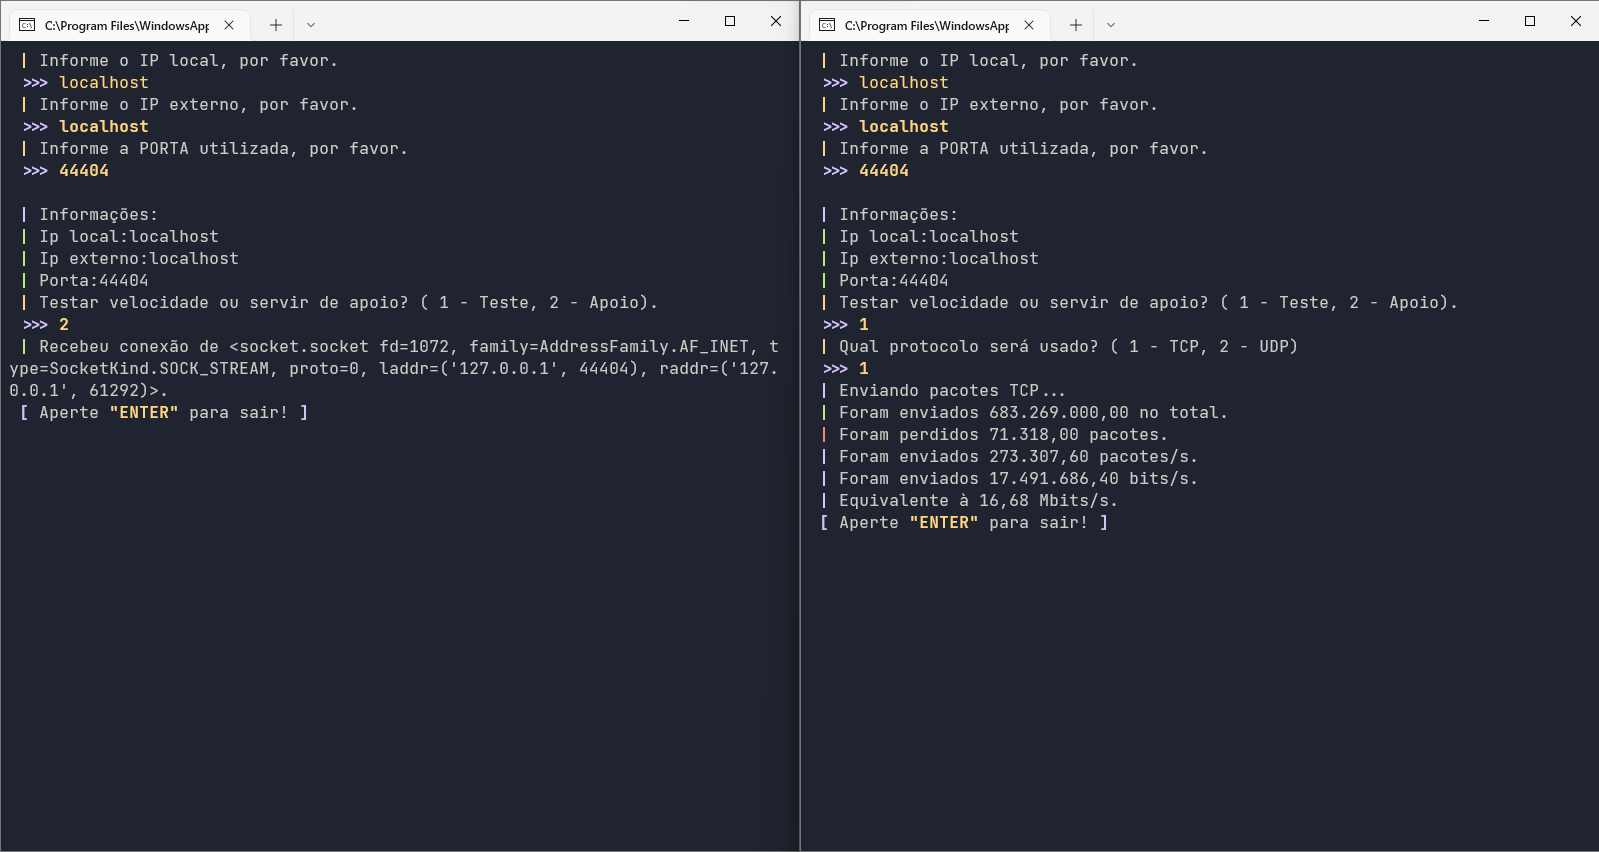 C:\Program Files\WindowsApp
| Informe o IP local, por favor.
>>> localhost
| Informe o IP externo, por favor.
>>> localhost
| Informe a PORTA utilizada, por favor.
>>> 44404
| Informações:
| Ip local:localhost
| Ip externo:localhost
| Porta:44404
| Testar velocidade ou servir de apoio? ( 1 - Teste, 2 - Apoio).
>>> 2
| Recebeu conexão de <socket.socket fd=1072, family=AddressFamily.AF_INET, t
ype=SocketKind.SOCK_STREAM, proto=0, laddr=('127.0.0.1', 44404), raddr=('127.
0.0.1', 61292)>.
[ Aperte "ENTER" para sair! ]
C:\Program Files\WindowsApp
| Informe o IP local, por favor.
>>> localhost
| Informe o IP externo, por favor.
>>> localhost
| Informe a PORTA utilizada, por favor.
>>> 44404
| Informações:
| Ip local:localhost
| Ip externo:localhost
| Porta:44404
| Testar velocidade ou servir de apoio? ( 1 - Teste, 2 - Apoio).
>>> 1
| Qual protocolo será usado? ( 1 - TCP, 2 - UDP)
>>> 1
| Enviando pacotes TCP...
| Foram enviados 683.269.000,00 no total.
| Foram perdidos 71.318,00 pacotes.
| Foram enviados 273.307,60 pacotes/s.
| Foram enviados 17.491.686,40 bits/s.
| Equivalente à 16,68 Mbits/s.
[ Aperte "ENTER" para sair! ]